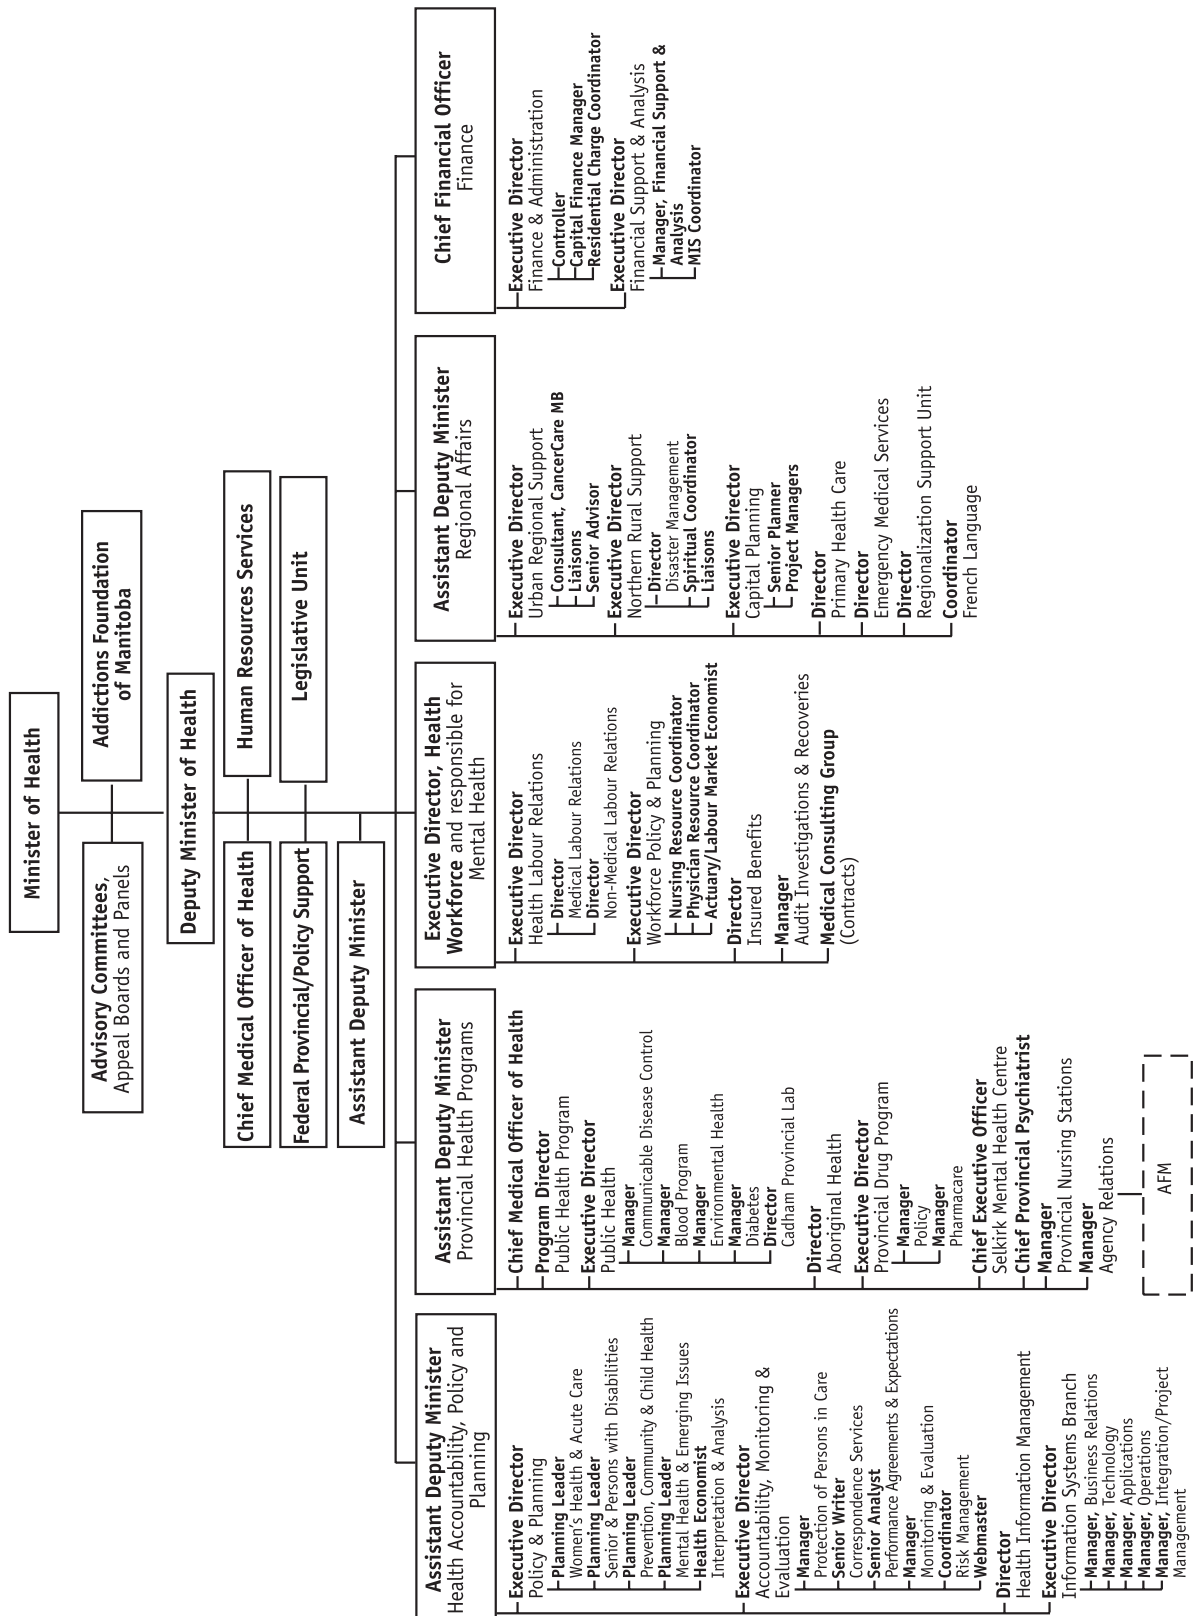 Minister of Health
Advisory Committees,
Appeal Boards and Panels
Addictions Foundation
of Manitoba
Deputy Minister of Health
Chief Medical Officer of Health
Human Resources Services
Federal Provincial/Policy Support
Legislative Unit
Assistant Deputy Minister
Assistant Deputy Minister
Health Accountability, Policy and
Planning
Executive Director
Policy & Planning
Planning Leader
Women's Health & Acute Care
Planning Leader
Senior & Persons with Disabilities
Planning Leader
Prevention, Community & Child Health
Planning Leader
Mental Health & Emerging Issues
Health Economist
Interpretation & Analysis
Executive Director
Accountability, Monitoring &
Evaluation
Manager
Protection of Persons in Care
Senior Writer
Correspondence Services
Senior Analyst
Performance Agreements & Expectations
Manager
Monitoring & Evaluation
Coordinator
Risk Management
Webmaster
Director
Health Information Management
Executive Director
Information Systems Branch
Manager, Business Relations
Manager, Technology
Manager, Applications
Manager, Operations
Manager, Integration/Project
Management
Assistant Deputy Minister
Provincial Health Programs
Chief Medical Officer of Health
Program Director
Public Health Program
Executive Director
Public Health
Manager
Communicable Disease Control
Manager
Blood Program
Manager
Environmental Health
Manager
Diabetes
Director
Cadham Provincial Lab
Director
Aboriginal Health
Executive Director
Provincial Drug Program
Manager
Policy
Manager
Pharmacare
Chief Executive Officer
Selkirk Mental Health Centre
Chief Provincial Psychiatrist
Manager
Provincial Nursing Stations
Manager
Agency Relations
AFM
Executive Director, Health
Workforce and responsible for
Mental Health
Executive Director
Health Labour Relations
Director
Medical Labour Relations
Director
Non-Medical Labour Relations
Executive Director
Workforce Policy & Planning
Nursing Resource Coordinator
Physician Resource Coordinator
Actuary/Labour Market Economist
Director
Insured Benefits
Manager
Audit Investigations & Recoveries
Medical Consulting Group
(Contracts)
Assistant Deputy Minister
Regional Affairs
Executive Director
Urban Regional Support
Consultant, CancerCare MB
Liaisons
Senior Advisor
Executive Director
Northern Rural Support
Director
Disaster Management
Spiritual Coordinator
Liaisons
Executive Director
Capital Planning
Senior Planner
Project Managers
Director
Primary Health Care
Director
Emergency Medical Services
Director
Regionalization Support Unit
Coordinator
French Language
Chief Financial Officer
Finance
Executive Director
Finance & Administration
Controller
Capital Finance Manager
Residential Charge Coordinator
Executive Director
Financial Support & Analysis
Manager, Financial Support &
Analysis
MIS Coordinator